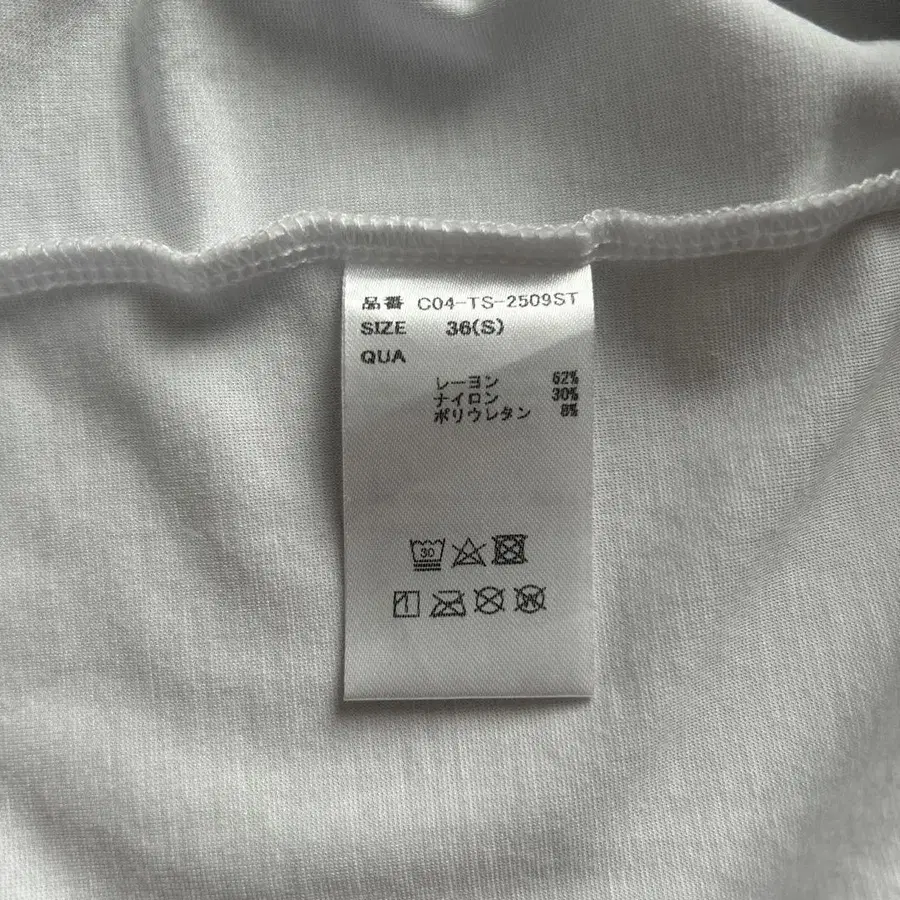 品番 C04-TS-2509ST
SIZE 36(S)
QUA
レーヨン 62%
ナイロン 30%
ポリウレタン 8%
30
W